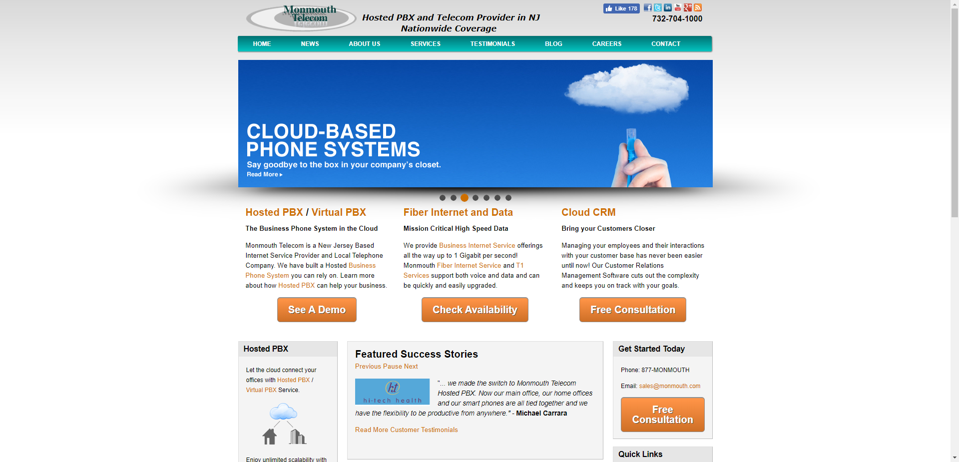 Monmouth
Telecom
Hosted PBX and Telecom Provider in NJ
Nationwide Coverage
Like 178
732-704-1000
HOME NEWS ABOUT US SERVICES TESTIMONIALS BLOG CAREERS CONTACT
CLOUD-BASED
PHONE SYSTEMS
Say goodbye to the box in your company's closet.
Read More
Hosted PBX / Virtual PBX
The Business Phone System in the Cloud
Monmouth Telecom is a New Jersey Based
Internet Service Provider and Local Telephone
Company. We have built a Hosted Business
Phone System you can rely on. Learn more
about how Hosted PBX can help your business.
See A Demo
Fiber Internet and Data
Mission Critical High Speed Data
We provide Business Internet Service offerings
all the way up to 1 Gigabit per second!
Monmouth Fiber Internet Service and T1
Services support both voice and data and can
be quickly and easily upgraded.
Check Availability
Cloud CRM
Bring your Customers Closer
Managing your employees and their interactions
with your customer base has never been easier
until now! Our Customer Relations
Management Software cuts out the complexity
and keeps you on track with your goals.
Free Consultation
Hosted PBX
Let the cloud connect your
offices with Hosted PBX /
Virtual PBX Service.
Enjoy unlimited scalability with
Featured Success Stories
Previous Pause Next
hi-tech health
"... we made the switch to Monmouth Telecom
Hosted PBX. Now our main office, our home offices
and our smart phones are all tied together and we
have the flexibility to be productive from anywhere." - Michael Carrara
Read More Customer Testimonials
Get Started Today
Phone: 877-MONMOUTH
Email: sales@monmouth.com
Free
Consultation
Quick Links